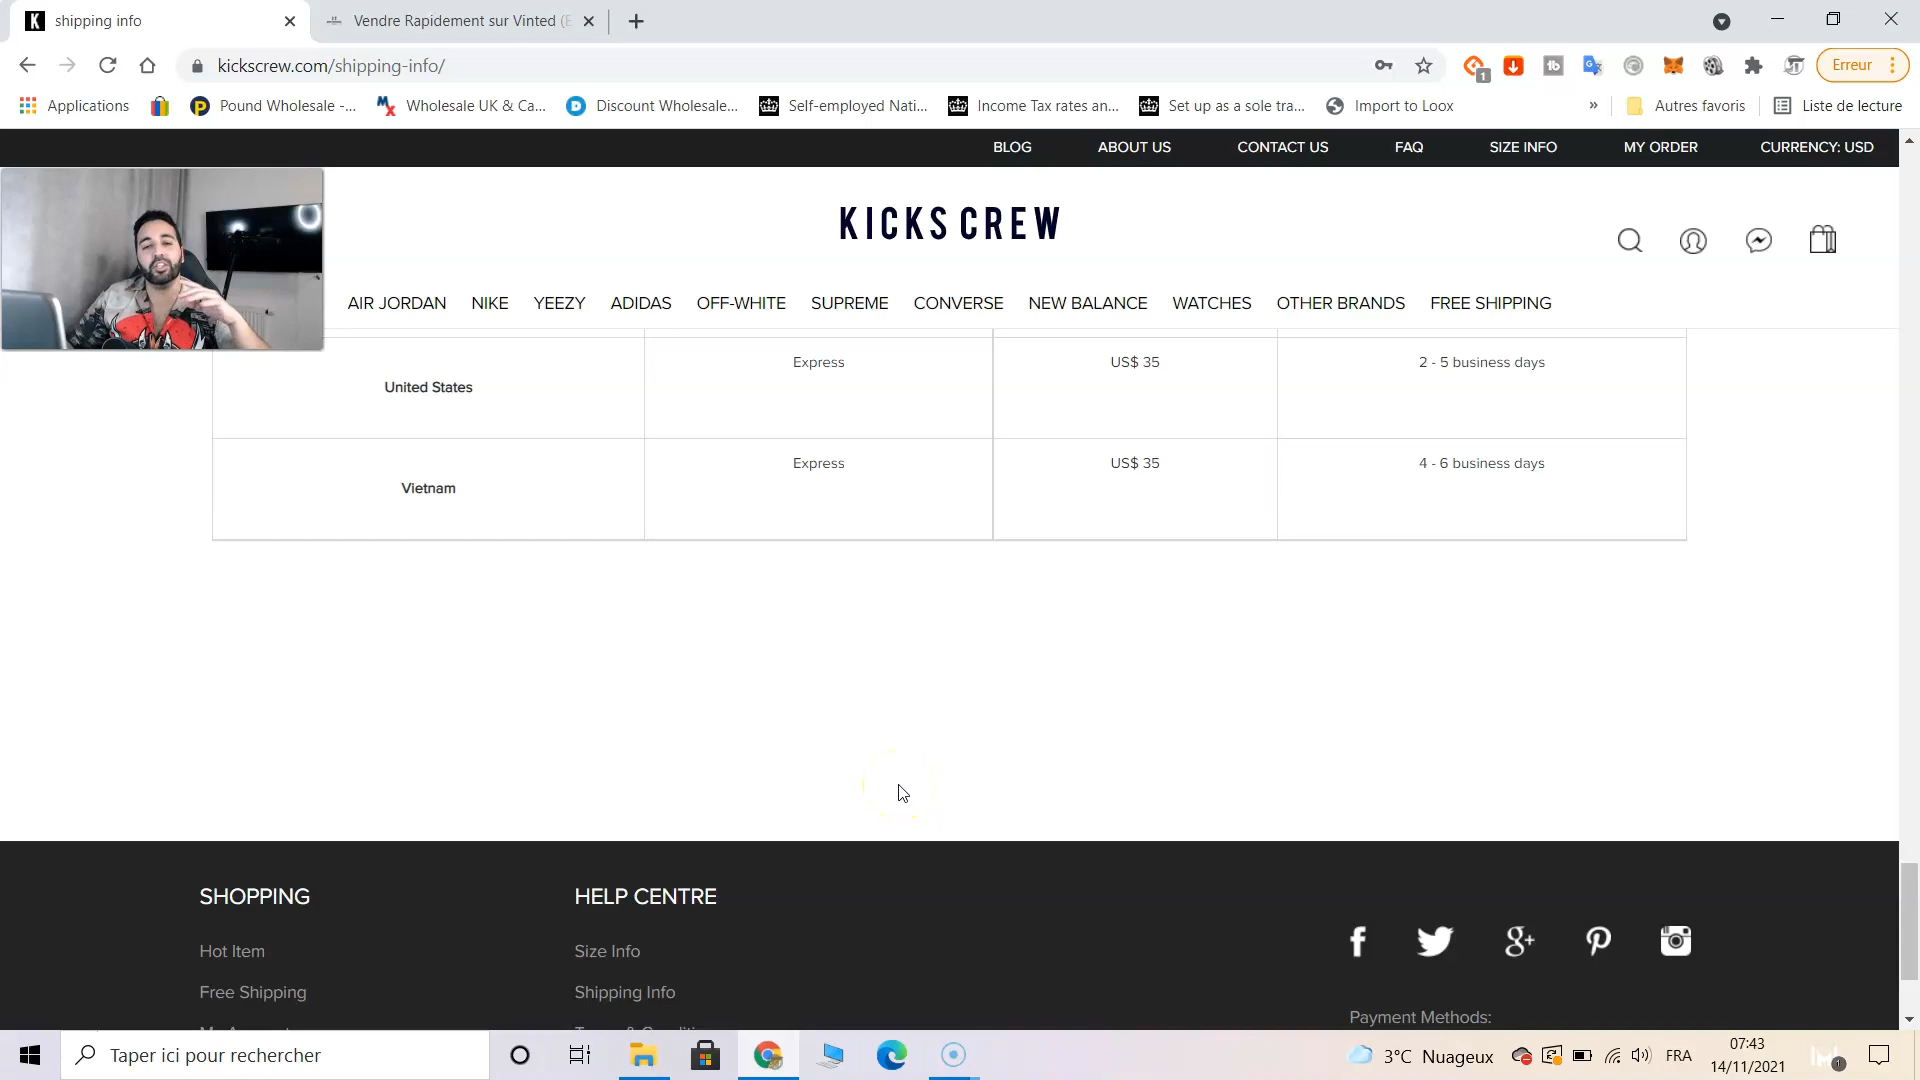 shipping info
Vendre Rapidement sur Vinted (E
kickscrew.com/shipping-info/
1
Erreur
Applications
Pound Wholesale -...
Wholesale UK & Ca...
Discount Wholesale...
Self-employed Nati...
Income Tax rates an...
Set up as a sole tra...
Import to Loox
»
Autres favoris
Liste de lecture
BLOG
ABOUT US
CONTACT US
FAQ
SIZE INFO
MY ORDER
CURRENCY: USD
KICKS CREW
AIR JORDAN
NIKE
YEEZY
ADIDAS
OFF-WHITE
SUPREME
CONVERSE
NEW BALANCE
WATCHES
OTHER BRANDS
FREE SHIPPING
United States
Express
US$ 35
2 - 5 business days
Vietnam
Express
US$ 35
4 - 6 business days
SHOPPING
HELP CENTRE
Hot Item
Size Info
Free Shipping
Shipping Info
Payment Methods:
Taper ici pour rechercher
3°C Nuageux
FRA
07:43
14/11/2021
1